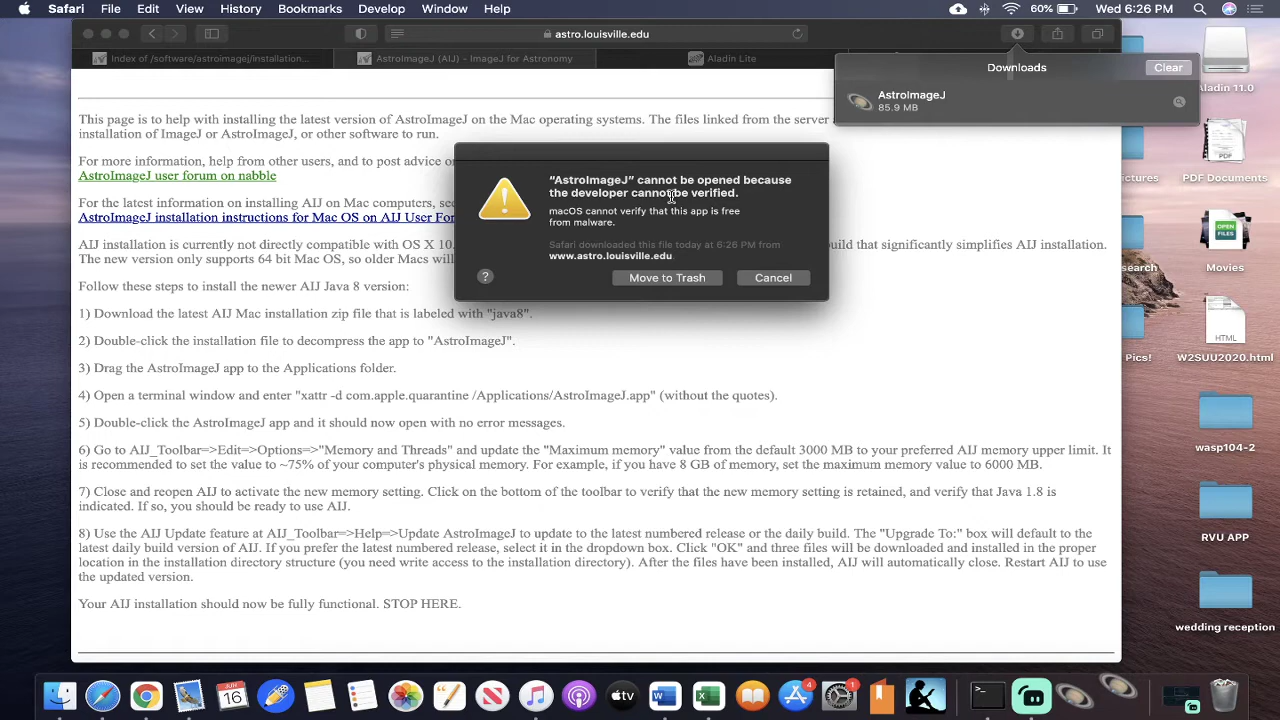 Safari File Edit View History Bookmarks Develop Window Help
60% Wed 6:26 PM
astro.louisville.edu
Index of /software/astroimagej/installation...
AstroImageJ (AIJ) - ImageJ for Astronomy
Aladin Lite
Downloads
Clear
AstroImageJ
85.9 MB
This page is to help with installing the latest version of AstroImageJ on the Mac operating systems. The files linked from the server
installation of ImageJ or AstroImageJ, or other software to run.
For more information, help from other users, and to post advice or
AstroImageJ user forum on nabble
For the latest information on installing AIJ on Mac computers, see
AstroImageJ installation instructions for Mac OS on AIJ User For
AIJ installation is currently not directly compatible with OS X 10.
build that significantly simplifies AIJ installation.
The new version only supports 64 bit Mac OS, so older Macs will
Follow these steps to install the newer AIJ Java 8 version:
1) Download the latest AIJ Mac installation zip file that is labeled with "java8".
2) Double-click the installation file to decompress the app to "AstroImageJ".
3) Drag the AstroImageJ app to the Applications folder.
4) Open a terminal window and enter "xattr -d com.apple.quarantine /Applications/AstroImageJ.app" (without the quotes).
5) Double-click the AstroImageJ app and it should now open with no error messages.
6) Go to AIJ_Toolbar=>Edit=>Options=>"Memory and Threads" and update the "Maximum memory" value from the default 3000 MB to your preferred AIJ memory upper limit. It
is recommended to set the value to ~75% of your computer's physical memory. For example, if you have 8 GB of memory, set the maximum memory value to 6000 MB.
7) Close and reopen AIJ to activate the new memory setting. Click on the bottom of the toolbar to verify that the new memory setting is retained, and verify that Java 1.8 is
indicated. If so, you should be ready to use AIJ.
8) Use the AIJ Update feature at AIJ_Toolbar=>Help=>Update AstroImageJ to update to the latest numbered release or the daily build. The "Upgrade To:" box will default to the
latest daily build version of AIJ. If you prefer the latest numbered release, select it in the dropdown box. Click "OK" and three files will be downloaded and installed in the proper
location in the installation directory structure (you need write access to the installation directory). After the files have been installed, AIJ will automatically close. Restart AIJ to use
the updated version.
Your AIJ installation should now be fully functional. STOP HERE.
"AstroImageJ" cannot be opened because
the developer cannot be verified.
macOS cannot verify that this app is free
from malware.
Safari downloaded this file today at 6:26 PM from
www.astro.louisville.edu.
?
Move to Trash
Cancel
Aladin 11.0
PDF
ictures
PDF Documents
OPEN
FILES
search
Movies
HTML
Pics!
W2SUU2020.html
wasp104-2
RVU APP
wedding reception
JUN
16
tv
4
1